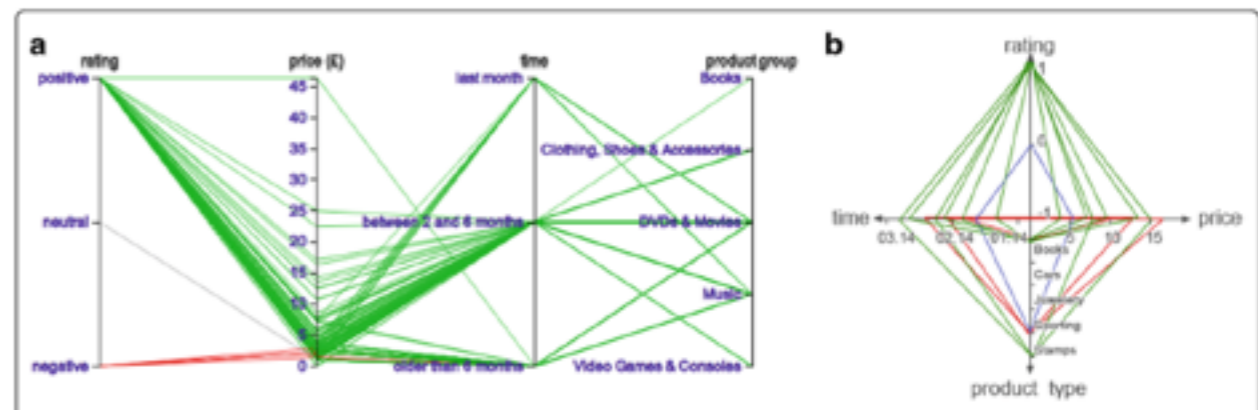 a
rating
price (£)
time
product group
positive
neutral
negative
45
40
35
30
25
20
15
10
5
0
last month
between 2 and 6 months
older than 6 months
Books
Clothing, Shoes & Accessories
DVDs & Movies
Music
Video Games & Consoles
b
rating
1
0
-1
time
price
03.14
02.14
01.14
5
10
15
Books
Cars
Jewelry
Sporting
Stamps
product type